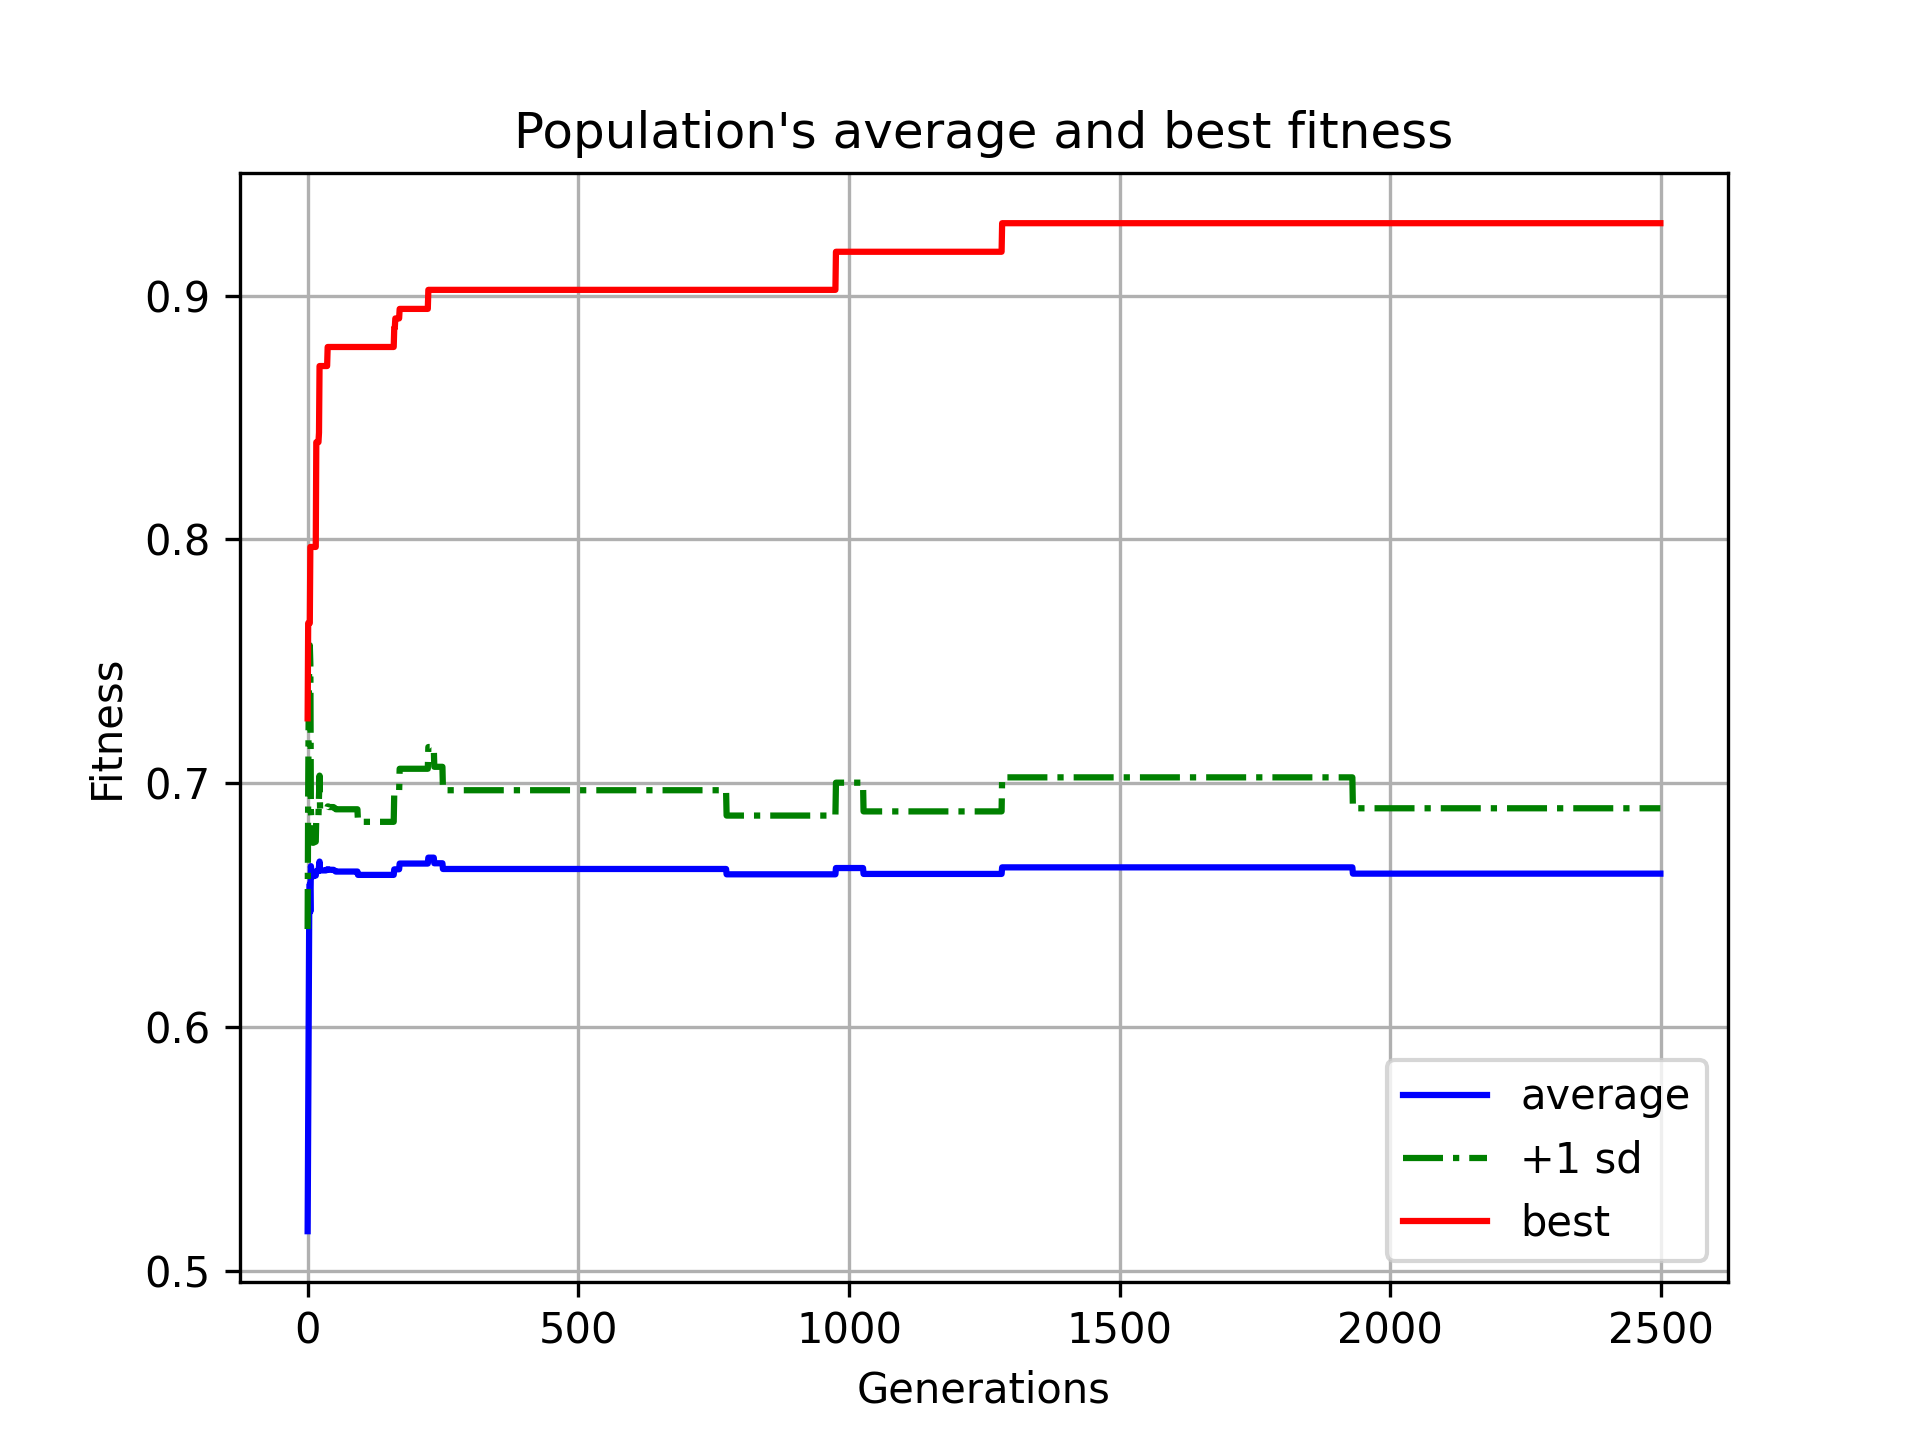 Population's average and best fitness
Fitness
0.9
0.8
0.7
0.6
0.5
0 500 1000 1500 2000 2500
Generations
average
+1 sd
best